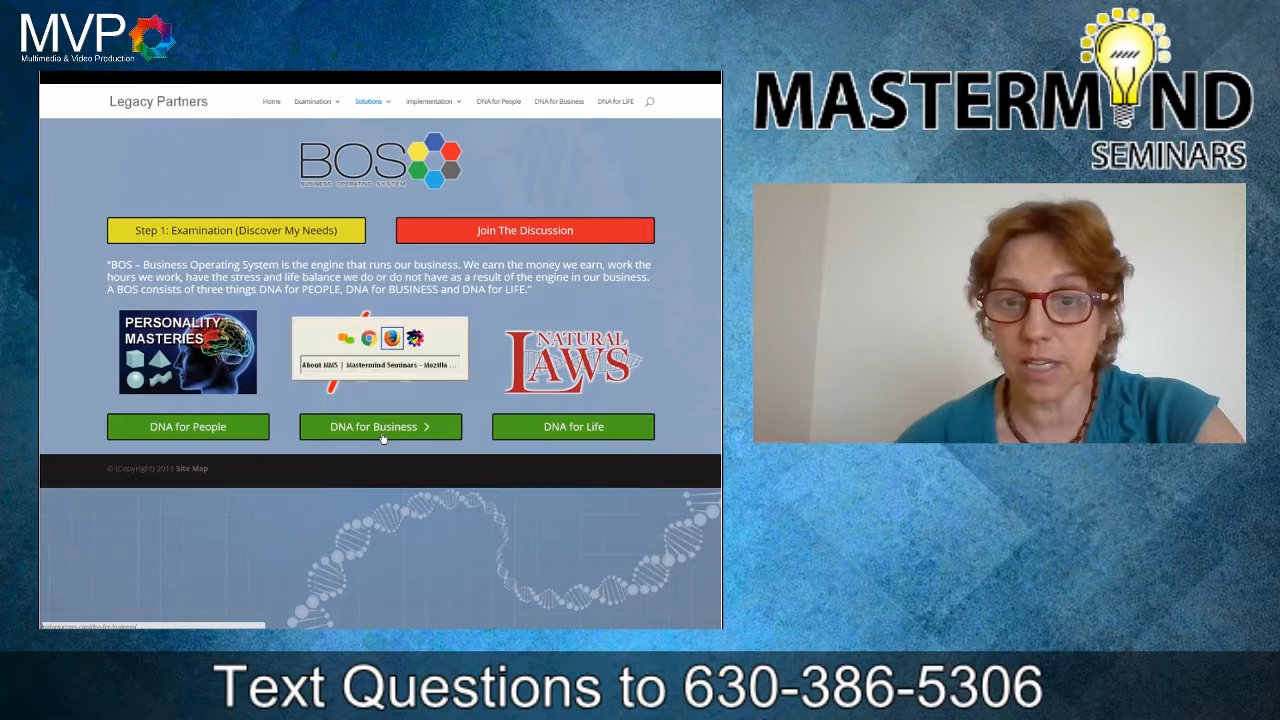 MVP
Multimedia & Video Production
MASTERMIND
SEMINARS
Legacy Partners
Home Examination Solutions Implementation DNA for People DNA for Business DNA for LIFE
BOS
BUSINESS OPERATING SYSTEM
Step 1: Examination (Discover My Needs)
Join The Discussion
“BOS – Business Operating System is the engine that runs our business. We earn the money we earn, work the
hours we work, have the stress and life balance we do or do not have as a result of the engine in our business.
A BOS consists of three things DNA for PEOPLE, DNA for BUSINESS and DNA for LIFE.”
PERSONALITY
MASTERIES
About MMS | Mastermind Seminars - Mozilla ...
NATURAL
LAWS
DNA for People
DNA for Business
DNA for Life
© (Copyright) 2013 Site Map
Text Questions to 630-386-5306